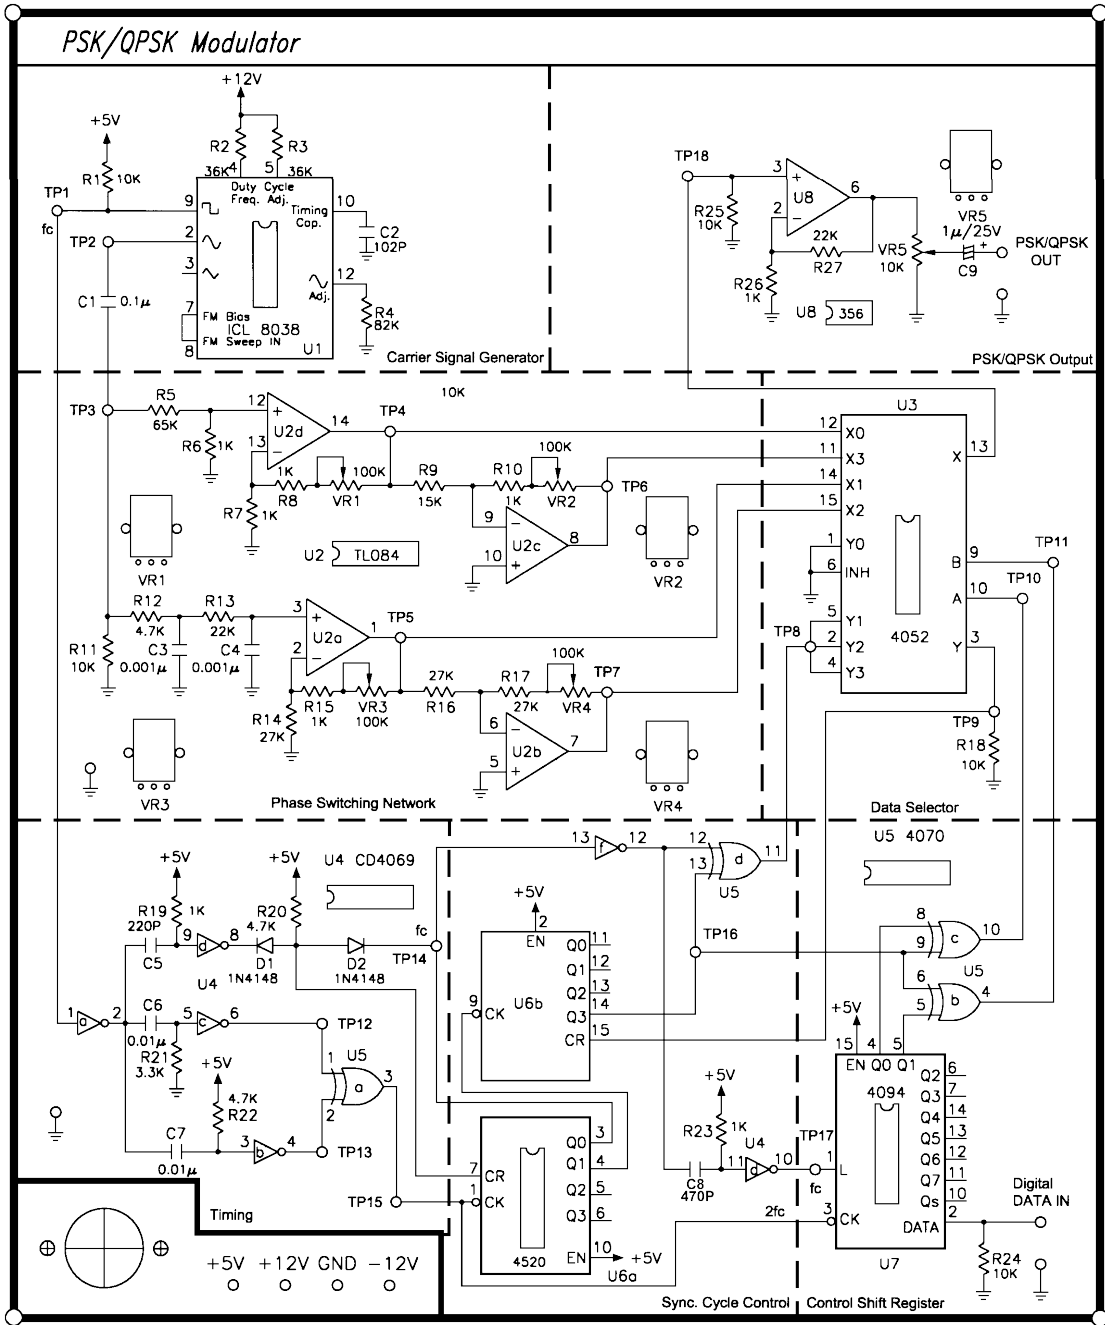 PSK/QPSK Modulator
+12V
+5V
R2
R3
36K
36K
4
5
R1
10K
TP1
fc
9
Duty Cycle
Freq. Adj.
Timing
Cap.
10
C2
102P
TP2
2
3
12
Adj.
R4
82K
C1
0.1µ
7
FM Bias
ICL 8038
FM Sweep IN
8
U1
Carrier Signal Generator
TP18
3
+
U8
6
2
−
R25
10K
22K
R27
R26
1K
VR5
10K
VR5
1µ/25V
+
C9
PSK/QPSK
OUT
U8
356
PSK/QPSK Output
10K
TP3
R5
65K
R6
1K
12
+
U2d
14
13
−
TP4
1K
R8
100K
VR1
R7
1K
R9
15K
R10
1K
100K
VR2
TP6
9
−
U2c
8
10
+
VR1
U2
TL084
VR2
R12
4.7K
R13
22K
R11
10K
C3
0.001µ
C4
0.001µ
3
+
U2a
1
2
−
TP5
R15
1K
VR3
100K
R14
27K
27K
R16
R17
27K
100K
VR4
TP7
6
−
U2b
7
5
+
VR3
VR4
Phase Switching Network
U3
12
X0
11
X3
14
X1
15
X2
X
13
1
Y0
6
INH
B
9
TP11
A
10
TP10
5
Y1
TP8
2
Y2
4
Y3
4052
Y
3
TP9
R18
10K
Data Selector
+5V
+5V
U4 CD4069
R19
1K
220P
C5
9
d
8
R20
4.7K
D1
1N4148
D2
1N4148
fc
TP14
U4
1
a
2
C6
0.01µ
5
c
6
R21
3.3K
TP12
+5V
4.7K
R22
1
U5
a
3
2
C7
0.01µ
3
b
4
TP13
TP15
Timing
+5V
+12V
GND
−12V
13
f
12
12
13
d
11
U5
+5V
2
EN
Q0
11
Q1
12
Q2
13
Q3
14
CR
15
9
CK
U6b
TP16
7
CR
1
CK
Q0
3
Q1
4
Q2
5
Q3
6
EN
10
+5V
4520
U6a
+5V
R23
1K
U4
C8
470P
11
d
10
TP17
fc
2fc
Sync. Cycle Control
U5 4070
8
9
c
10
U5
6
5
b
4
+5V
15
4
5
EN
Q0
Q1
4094
Q2
6
Q3
7
Q4
14
Q5
13
Q6
12
Q7
11
Qs
10
1
L
3
CK
DATA
2
U7
Digital
DATA IN
R24
10K
Control Shift Register